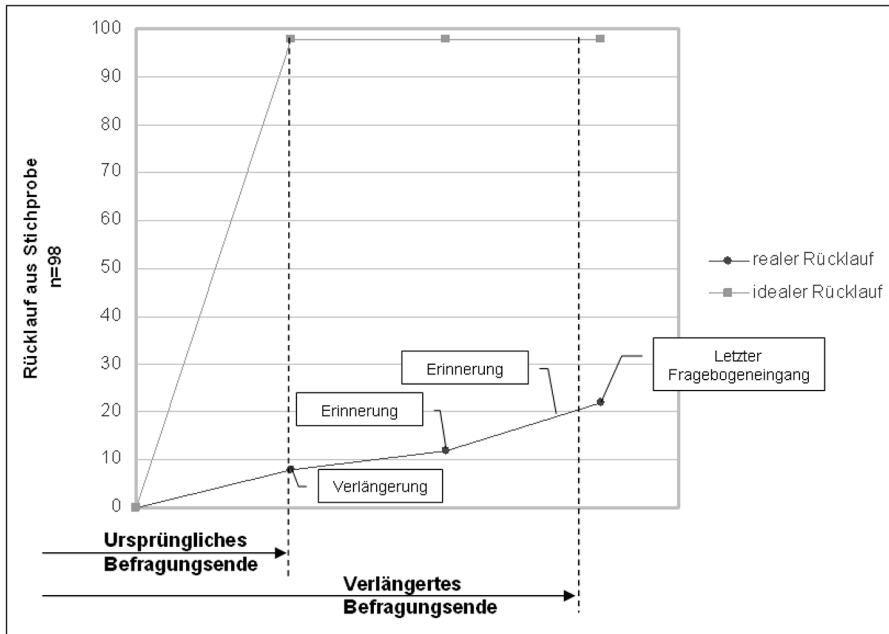 100
90
80
70
60
50
40
30
20
10
0
Rücklauf aus Stichprobe
n=98
realer Rücklauf
idealer Rücklauf
Erinnerung
Letzter
Fragebogeneingang
Erinnerung
Verlängerung
Ursprüngliches
Befragungsende
Verlängertes
Befragungsende